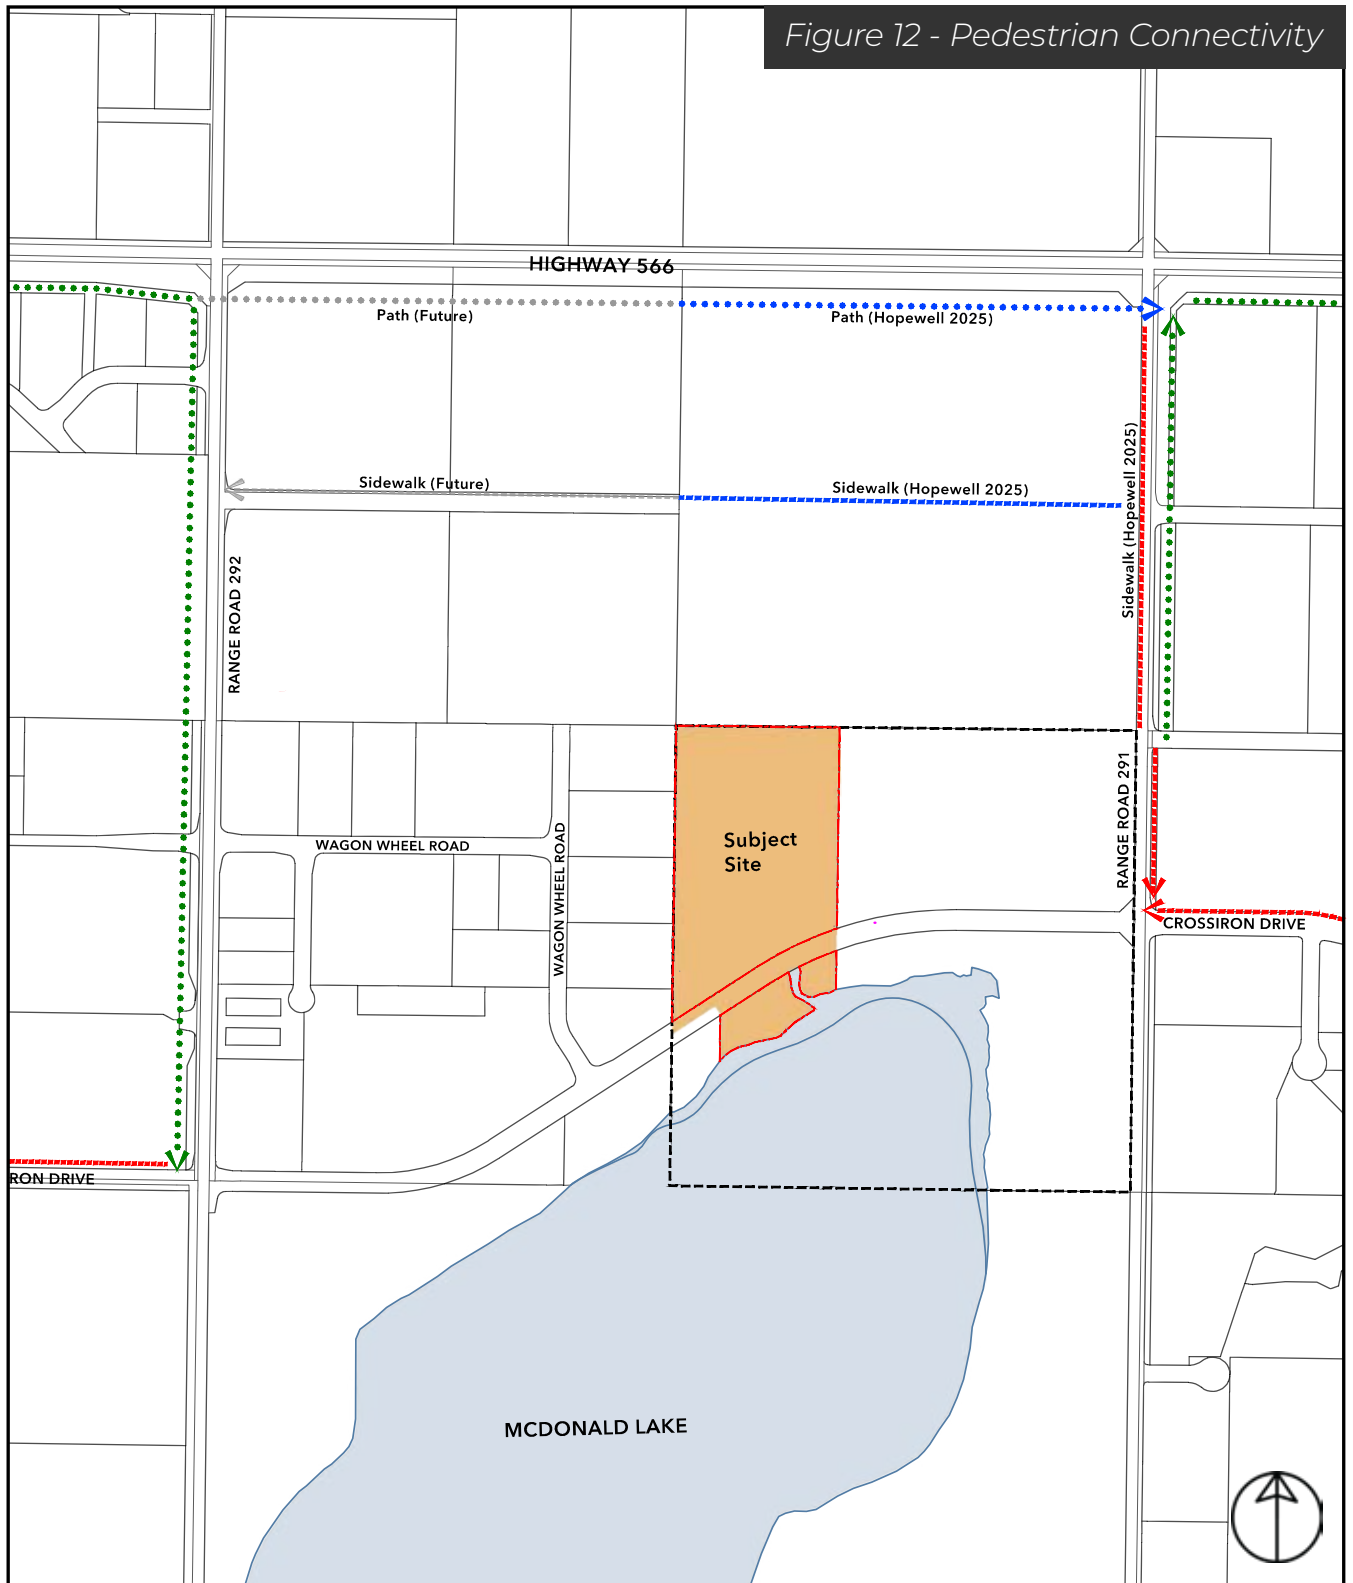 Figure 12 - Pedestrian Connectivity
HIGHWAY 566
Path (Future)
Path (Hopewell 2025)
Sidewalk (Future)
Sidewalk (Hopewell 2025)
Sidewalk (Hopewell 2025)
RANGE ROAD 292
RANGE ROAD 291
WAGON WHEEL ROAD
WAGON WHEEL ROAD
Subject
Site
CROSSIRON DRIVE
RON DRIVE
MCDONALD LAKE